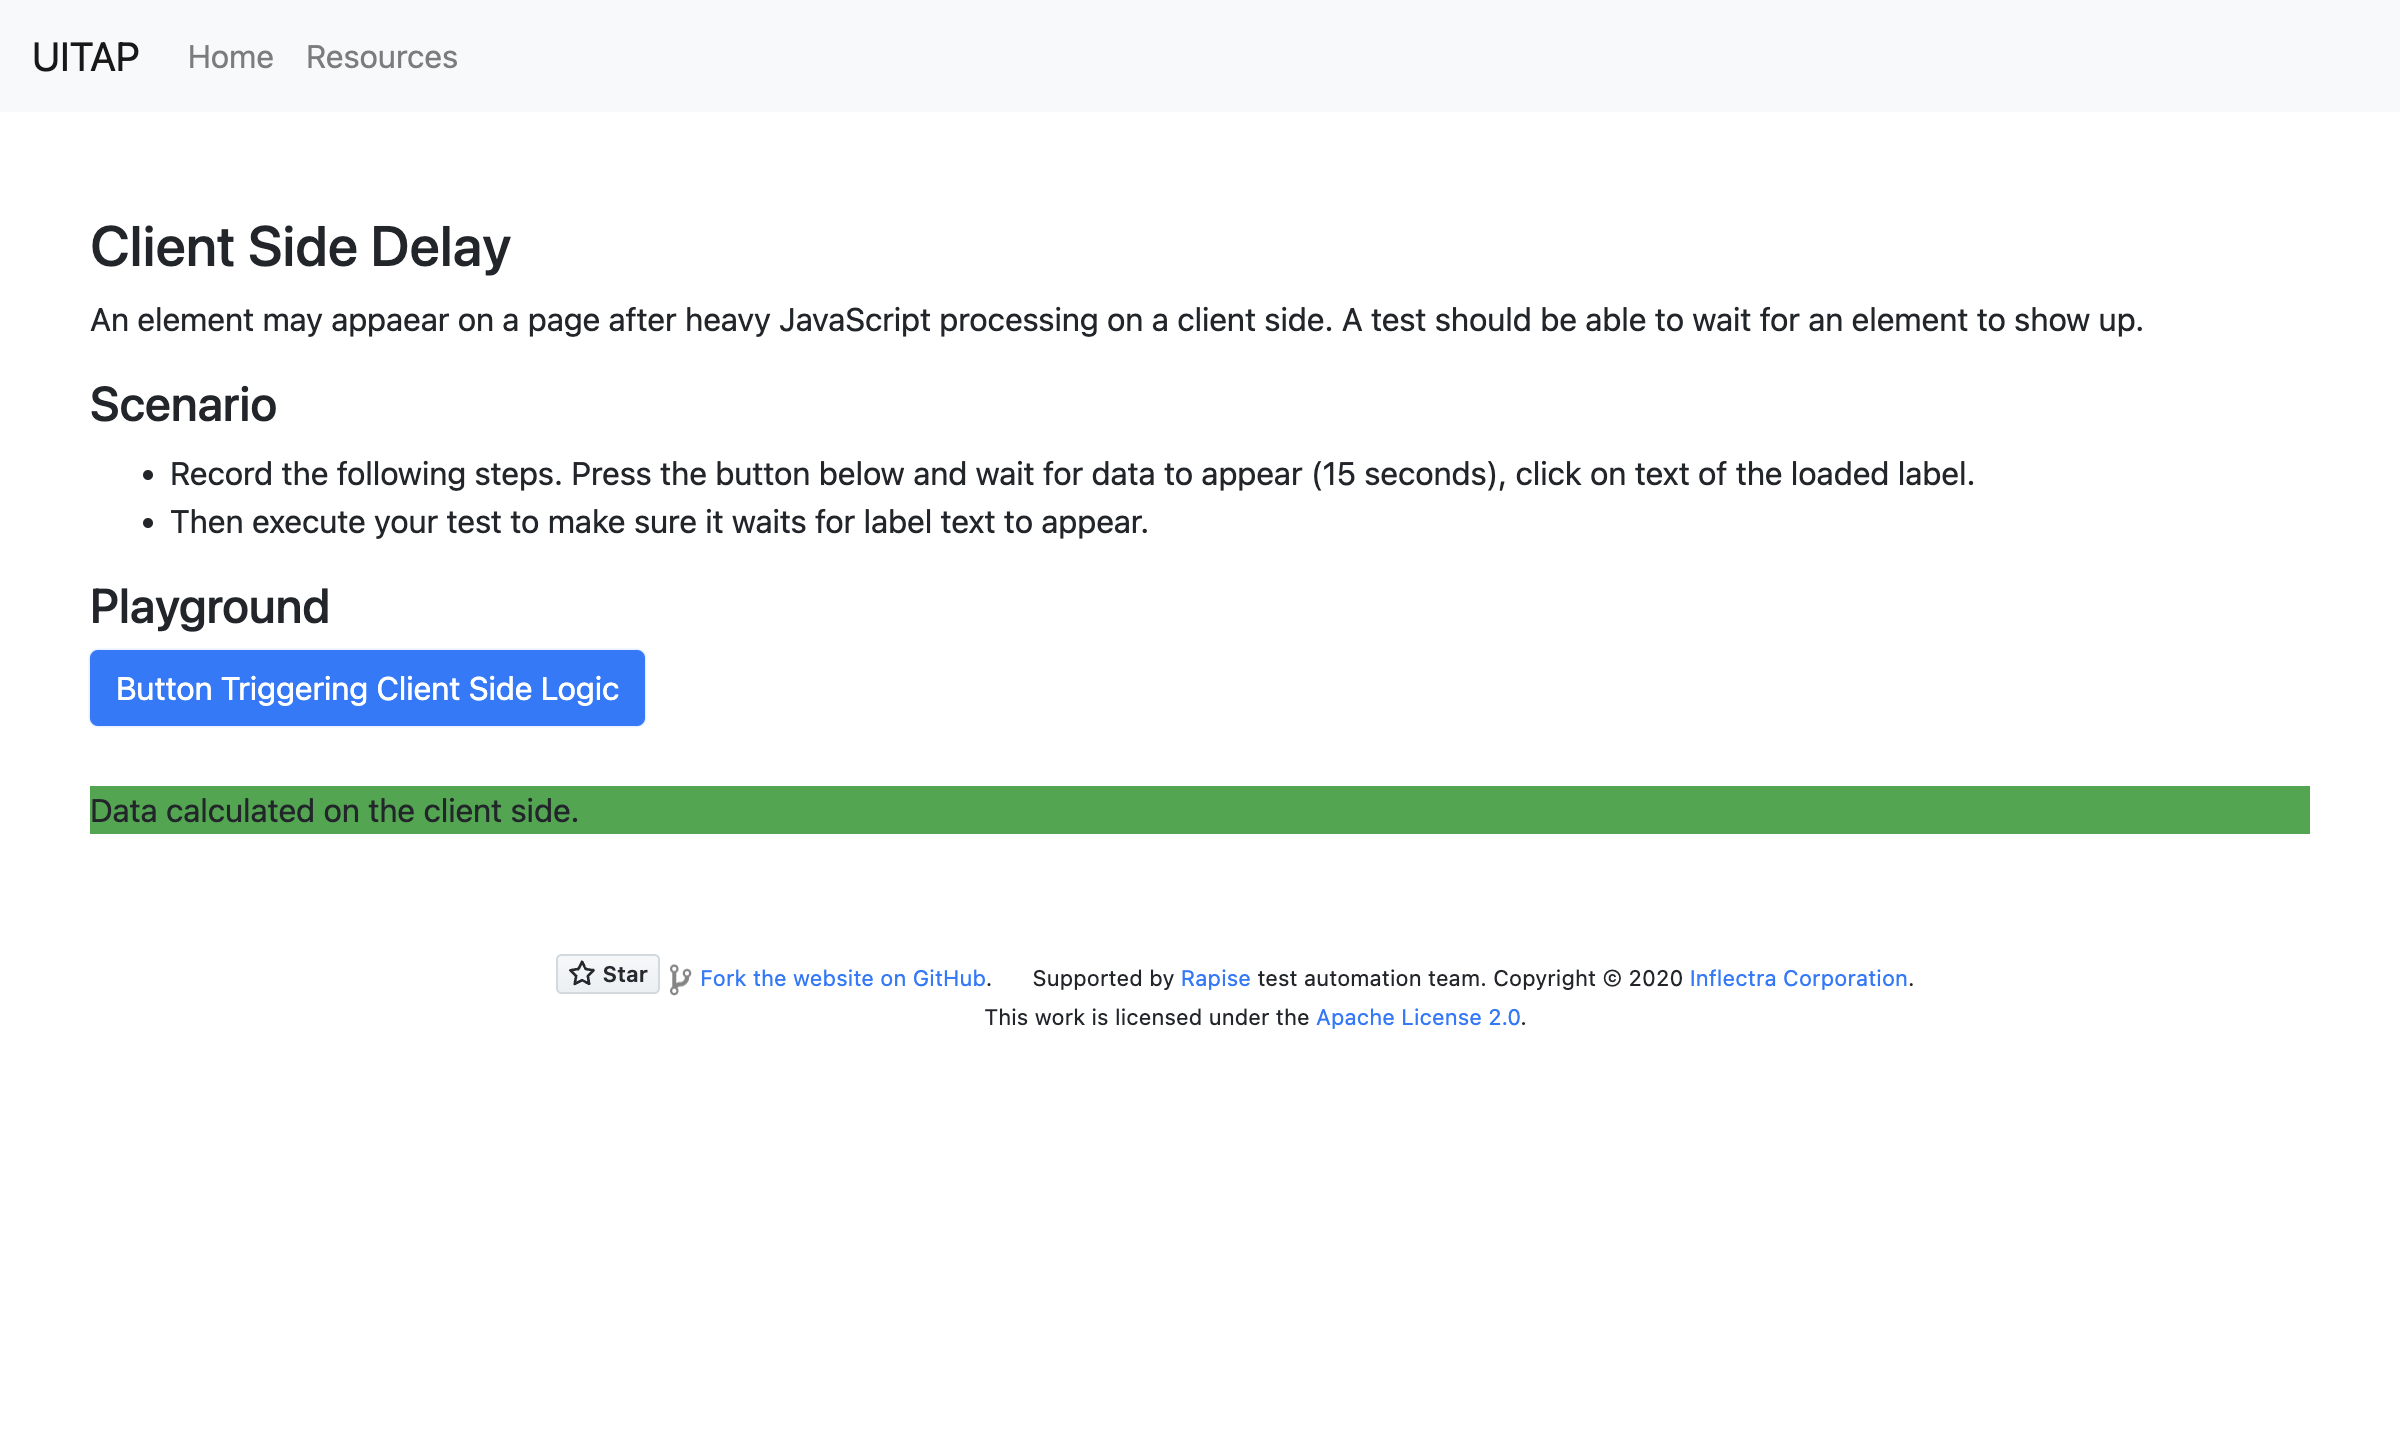 UITAP Home Resources
Client Side Delay
An element may appaear on a page after heavy JavaScript processing on a client side. A test should be able to wait for an element to show up.
Scenario
• Record the following steps. Press the button below and wait for data to appear (15 seconds), click on text of the loaded label.
• Then execute your test to make sure it waits for label text to appear.
Playground
Button Triggering Client Side Logic
Data calculated on the client side.
Star Fork the website on GitHub. Supported by Rapise test automation team. Copyright © 2020 Inflectra Corporation.
This work is licensed under the Apache License 2.0.